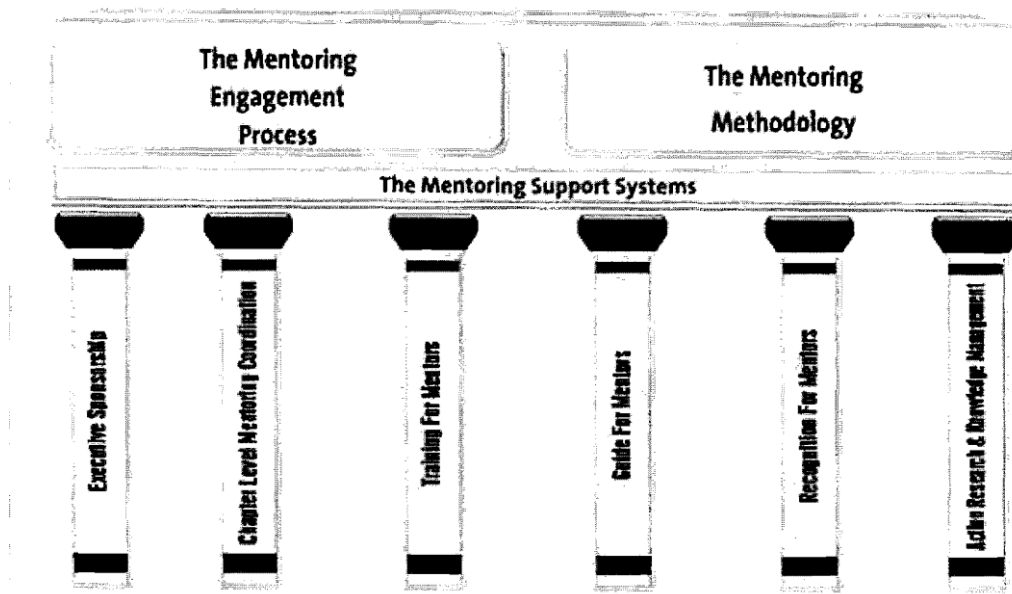 The Mentoring
Engagement
Process
The Mentoring
Methodology
The Mentoring Support Systems
Executive Sponsorship
Chapter Level Mentoring Coordination
Training For Mentors
Guide For Mentors
Recognition For Mentors
Action Research & Knowledge Management